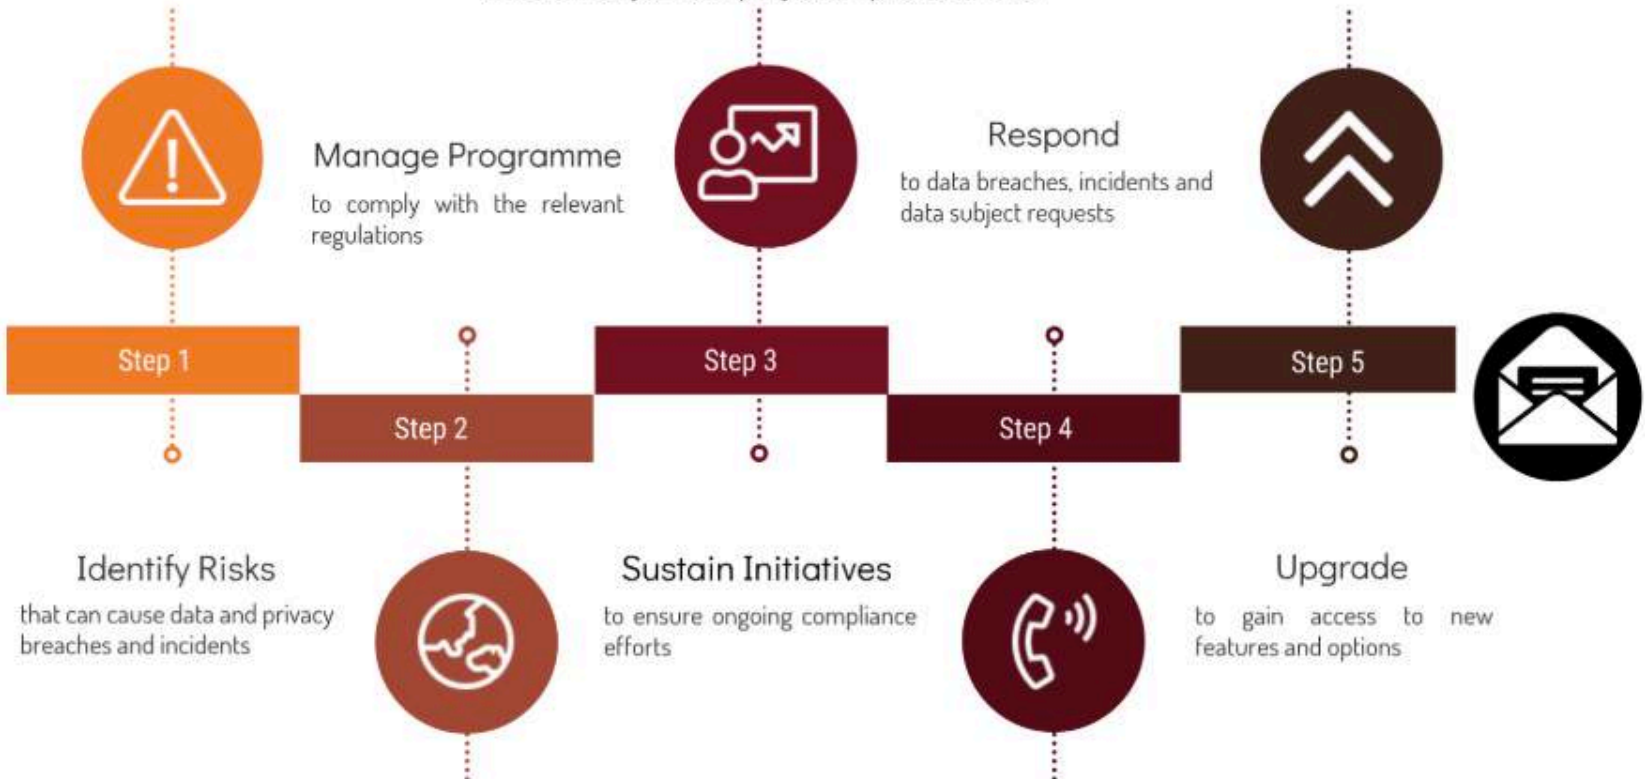 Step 1
Identify Risks
that can cause data and privacy
breaches and incidents
Manage Programme
to comply with the relevant
regulations
Step 2
Step 3
Sustain Initiatives
to ensure ongoing compliance
efforts
Respond
to data breaches, incidents and
data subject requests
Step 4
Step 5
Upgrade
to gain access to new
features and options